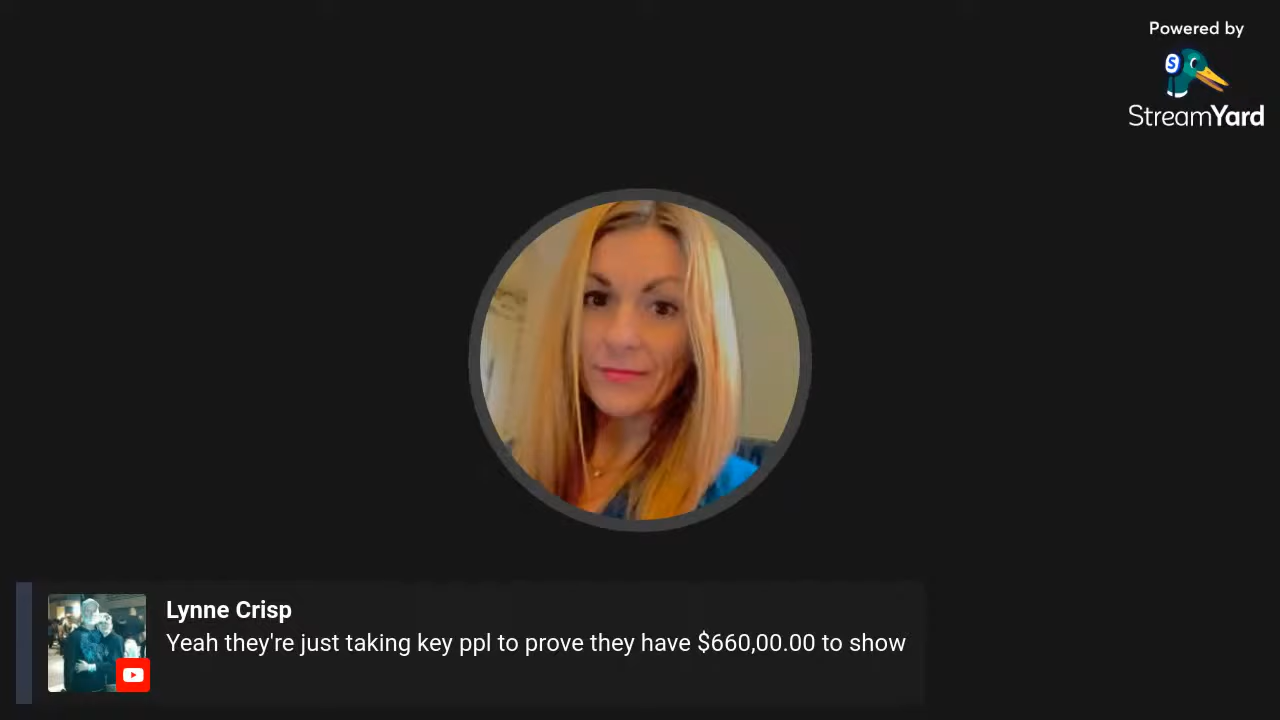 Powered by
StreamYard
Lynne Crisp
Yeah they're just taking key ppl to prove they have $660,00.00 to show